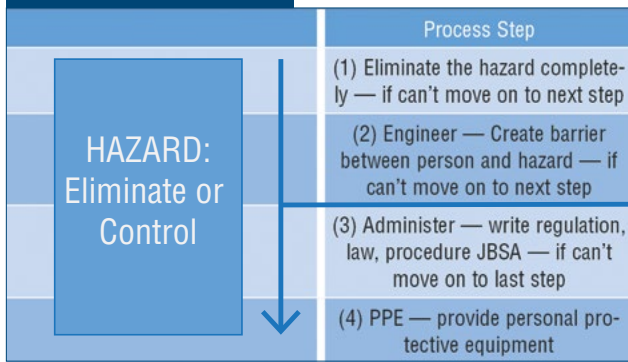 Process Step
HAZARD:
Eliminate or
Control
(1) Eliminate the hazard complete-
ly — if can't move on to next step
(2) Engineer — Create barrier
between person and hazard — if
can't move on to next step
(3) Administer — write regulation,
law, procedure JBSA — if can't
move on to last step
(4) PPE — provide personal pro-
tective equipment